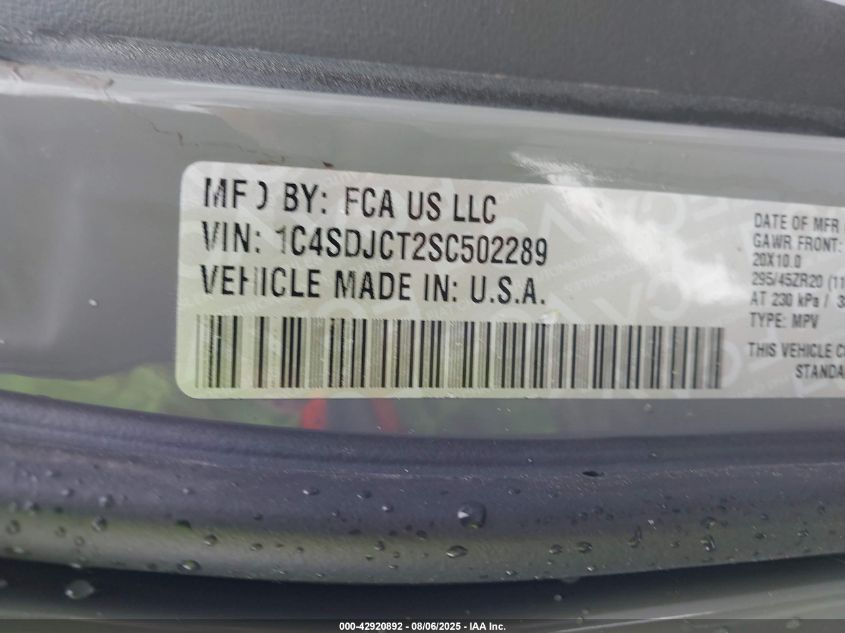 MFD BY: FCA US LLC
VIN: 1C4SDJCT2SC502289
VEHICLE MADE IN: U.S.A.
DATE OF MFR
GAWR FRONT:
20X10.0
295/45ZR20 (11
AT 230 kPa /
TYPE: MPV
THIS VEHICLE
000-42920892 - 08/06/2025 - IAA Inc.